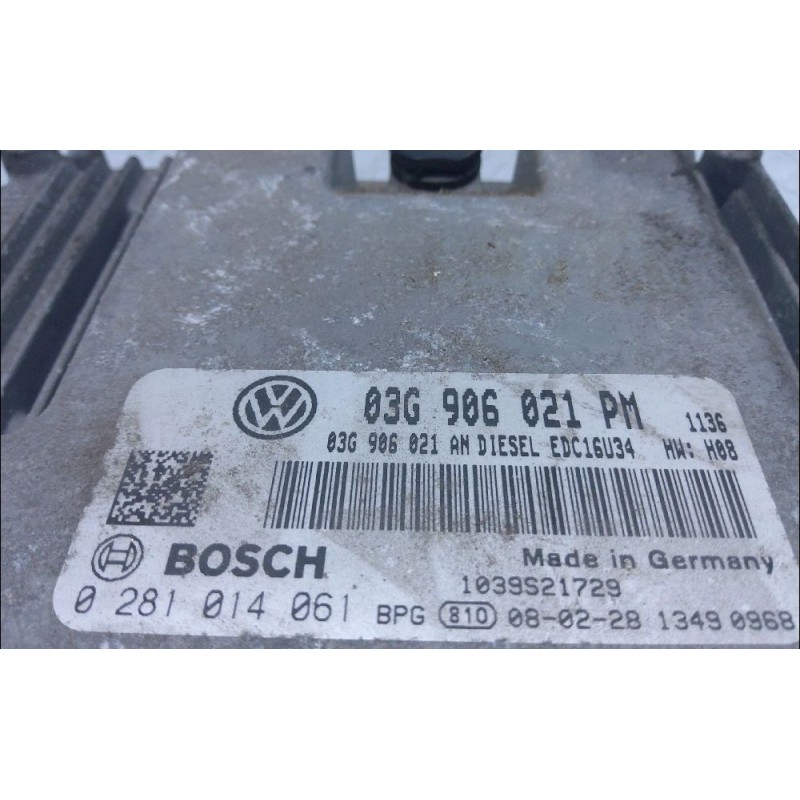 03G 906 021 PM 1136
03G 906 021 AN DIESEL EDC16U34 HW: H08
BOSCH Made in Germany
1039S21729
0 281 014 061 BPG 810 08-02-28 1349 0968